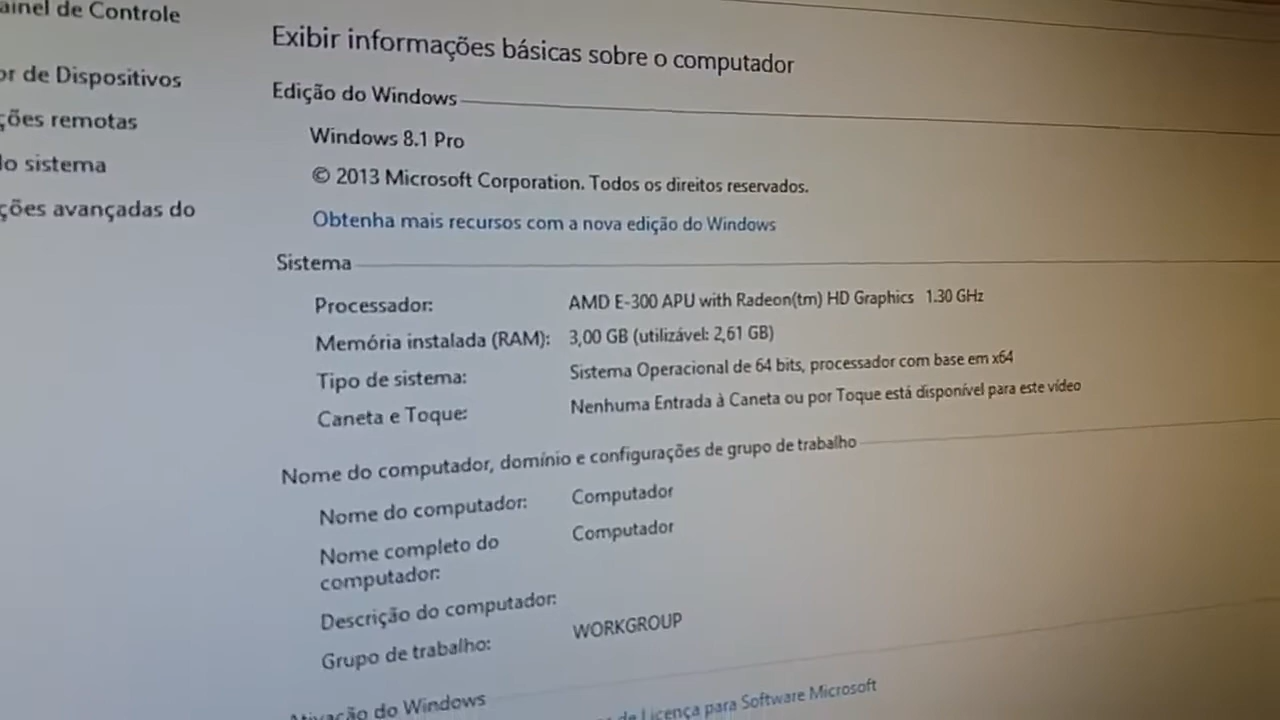 ainel de Controle
or de Dispositivos
ções remotas
lo sistema
ções avançadas do
Exibir informações básicas sobre o computador
Edição do Windows
Windows 8.1 Pro
© 2013 Microsoft Corporation. Todos os direitos reservados.
Obtenha mais recursos com a nova edição do Windows
Sistema
Processador: AMD E-300 APU with Radeon(tm) HD Graphics 1.30 GHz
Memória instalada (RAM): 3,00 GB (utilizável: 2,61 GB)
Tipo de sistema: Sistema Operacional de 64 bits, processador com base em x64
Caneta e Toque: Nenhuma Entrada à Caneta ou por Toque está disponível para este vídeo
Nome do computador, domínio e configurações de grupo de trabalho
Nome do computador: Computador
Nome completo do Computador
computador:
Descrição do computador:
Grupo de trabalho: WORKGROUP
Ativação do Windows
de Licença para Software Microsoft